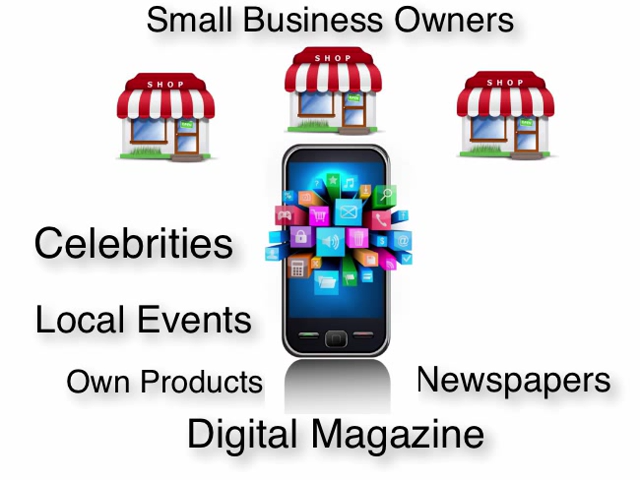 Small Business Owners
SHOP
SHOP
SHOP
Celebrities
Local Events
Own Products
Newspapers
Digital Magazine